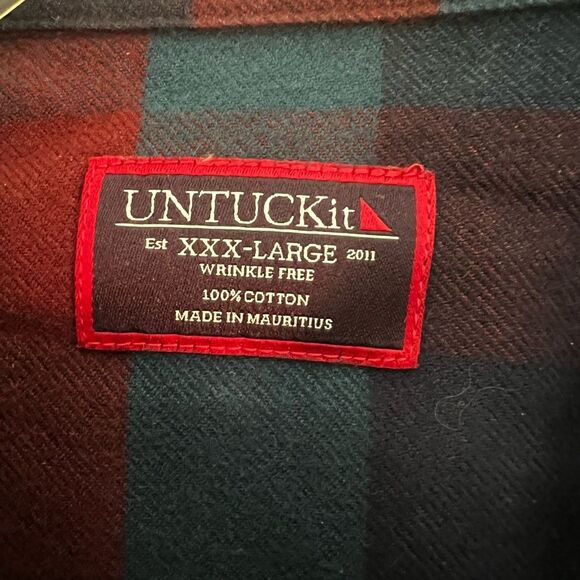 UNTUCKit
Est XXX-LARGE 2011
WRINKLE FREE
100% COTTON
MADE IN MAURITIUS